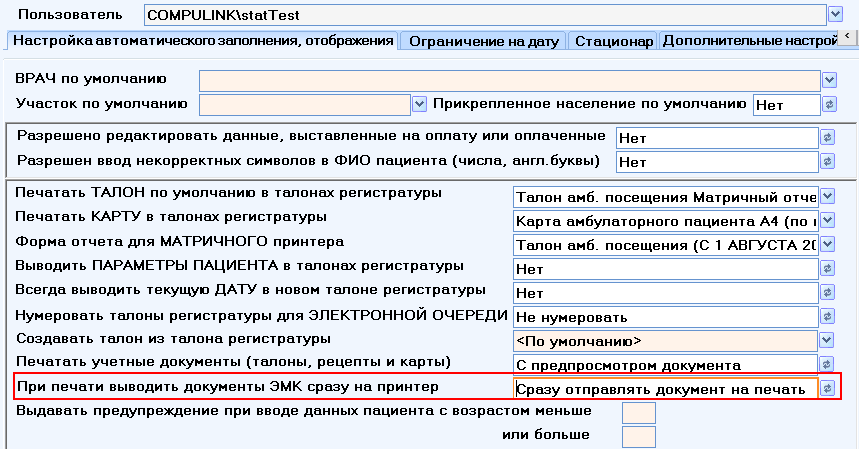 Пользователь COMPULINK\statTest
Настройка автоматического заполнения, отображения Ограничение на дату Стационар Дополнительные настрой
ВРАЧ по умолчанию
Участок по умолчанию Прикрепленное население по умолчанию Нет
Разрешено редактировать данные, выставленные на оплату или оплаченные Нет
Разрешен ввод некорректных символов в ФИО пациента (числа, англ.буквы) Нет
Печатать ТАЛОН по умолчанию в талонах регистратуры Талон амб. посещения Матричный отче
Печатать КАРТУ в талонах регистратуры Карта амбулаторного пациента А4 (по н
Форма отчета для МАТРИЧНОГО принтера Талон амб. посещения (С 1 АВГУСТА 20
Выводить ПАРАМЕТРЫ ПАЦИЕНТА в талонах регистратуры Нет
Всегда выводить текущую ДАТУ в новом талоне регистратуры Нет
Нумеровать талоны регистратуры для ЭЛЕКТРОННОЙ ОЧЕРЕДИ Не нумеровать
Создавать талон из талона регистратуры <По умолчанию>
Печатать учетные документы (талоны, рецепты и карты) С предпросмотром документа
При печати выводить документы ЭМК сразу на принтер Сразу отправлять документ на печать
Выдавать предупреждение при вводе данных пациента с возрастом меньше
или больше